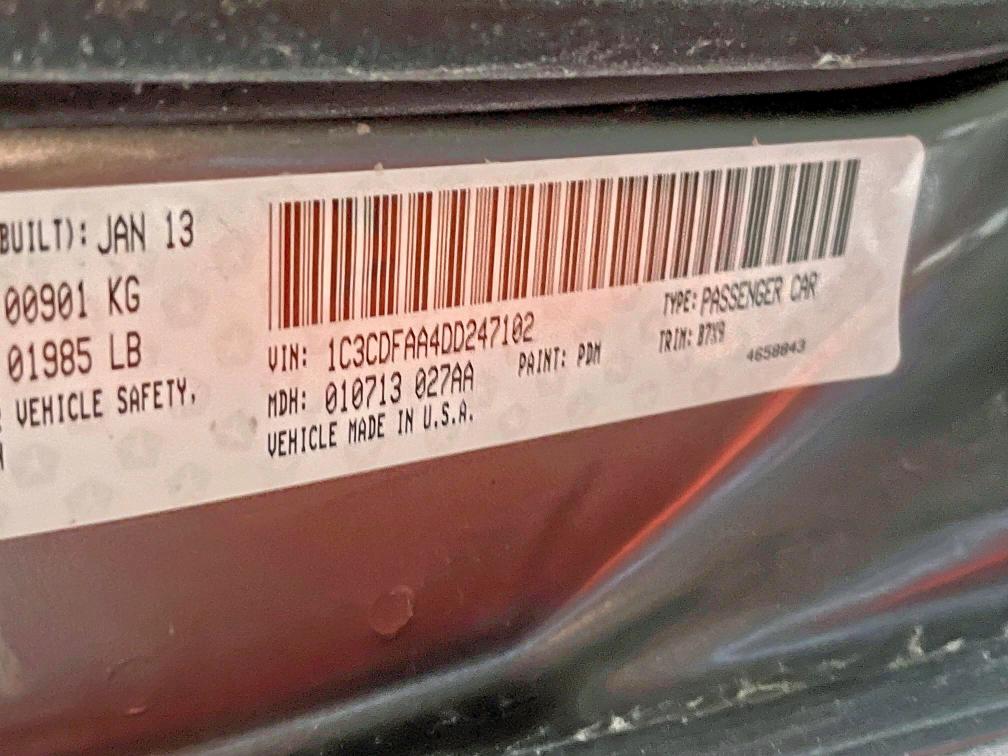 BUILT): JAN 13
00901 KG
01985 LB
VEHICLE SAFETY,
VIN: 1C3CDFAA4DD247102
TYPE: PASSENGER CAR
MDH: 010713 027AA
PAINT: PDM
TRIM: B7X9
4658843
VEHICLE MADE IN U.S.A.